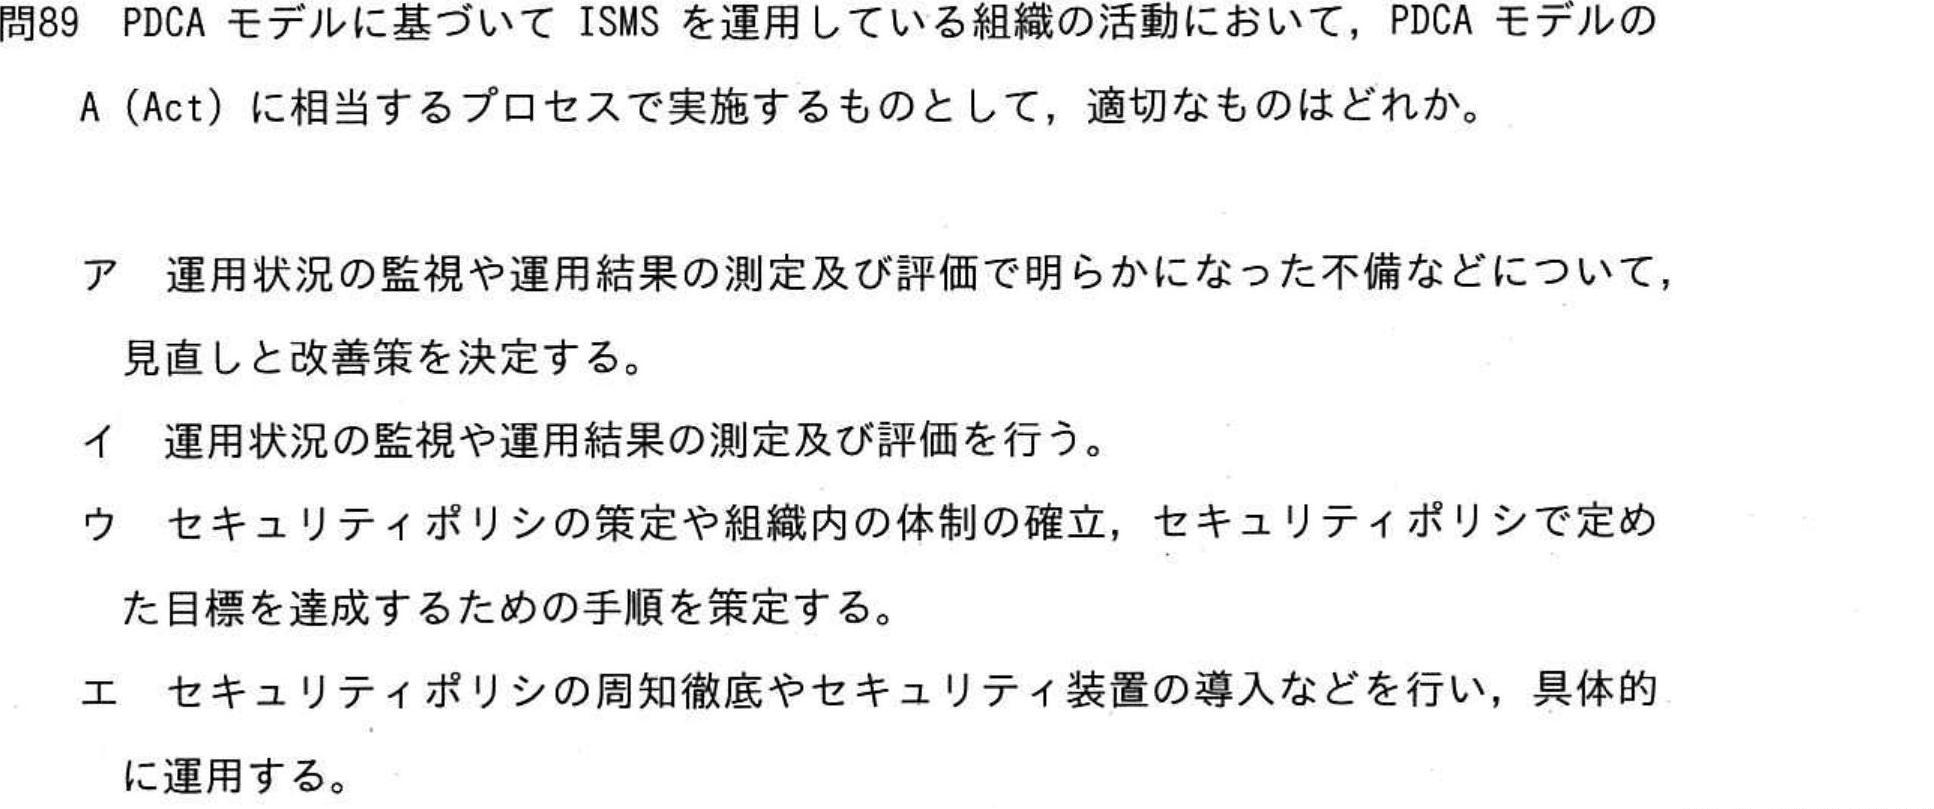 問89 PDCA モデルに基づいて ISMS を運用している組織の活動において，PDCA モデルの
A（Act）に相当するプロセスで実施するものとして，適切なものはどれか。
ア 運用状況の監視や運用結果の測定及び評価で明らかになった不備などについて，
見直しと改善策を決定する。
イ 運用状況の監視や運用結果の測定及び評価を行う。
ウ セキュリティポリシの策定や組織内の体制の確立，セキュリティポリシで定め
た目標を達成するための手順を策定する。
エ セキュリティポリシの周知徹底やセキュリティ装置の導入などを行い，具体的
に運用する。